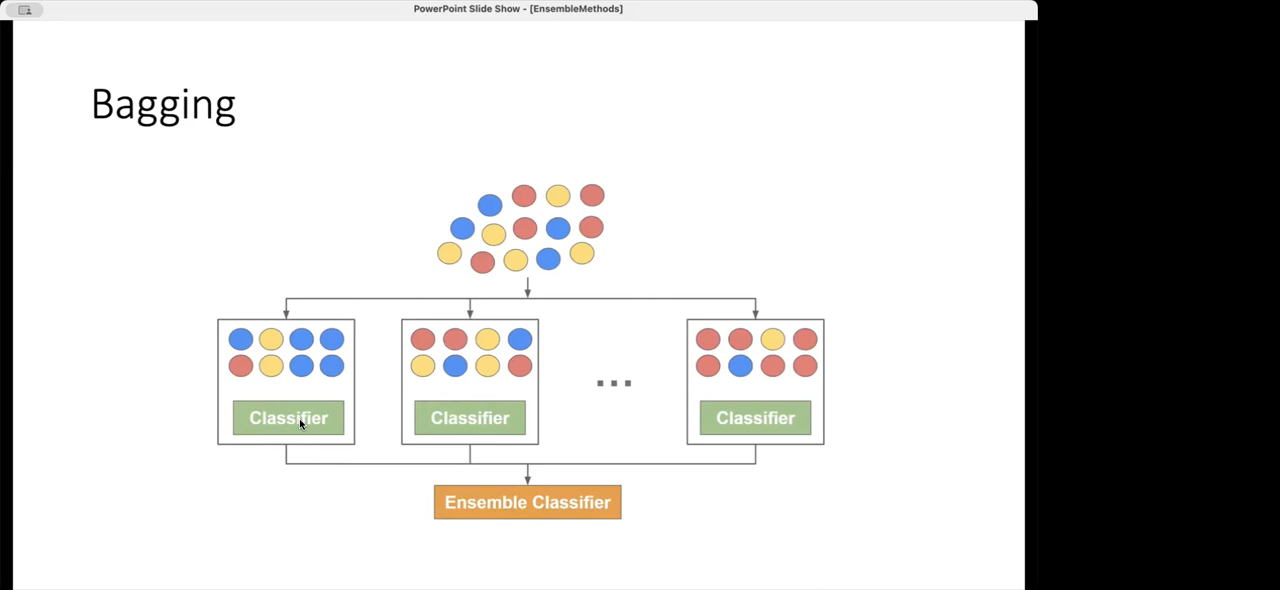 PowerPoint Slide Show - [EnsembleMethods]
Bagging
Classifier
Classifier
Classifier
Ensemble Classifier